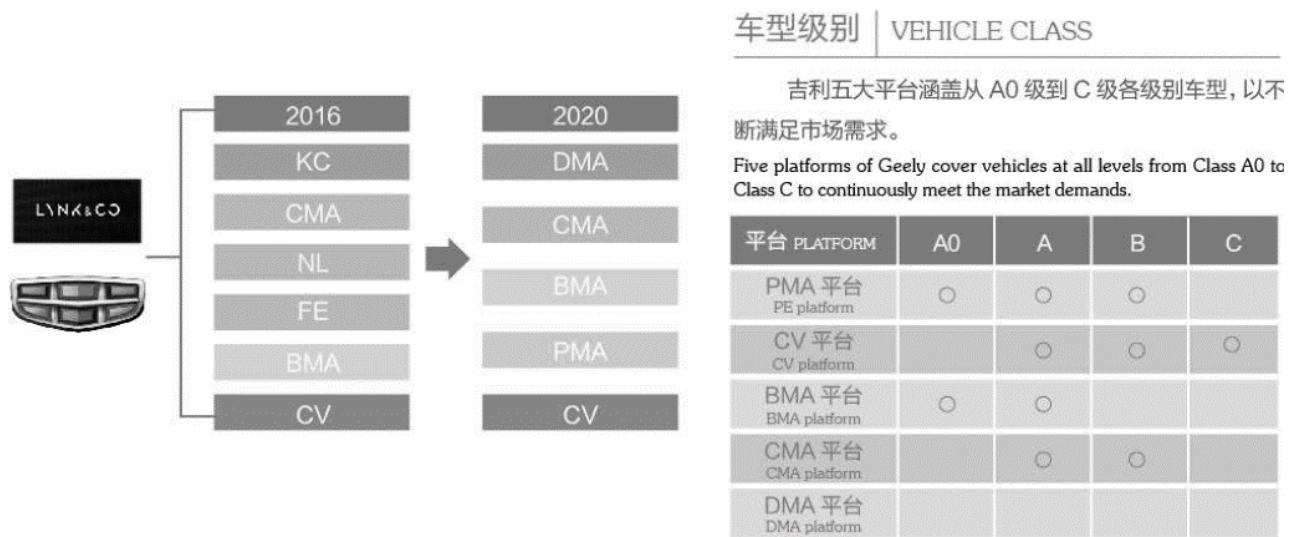 LYNK&CO
2016
KC
CMA
NL
FE
BMA
CV
2020
DMA
CMA
BMA
PMA
CV
车型级别 | VEHICLE CLASS
吉利五大平台涵盖从 A0 级到 C 级各级别车型，以不
断满足市场需求。
Five platforms of Geely cover vehicles at all levels from Class A0 to
Class C to continuously meet the market demands.
平台 PLATFORM A0 A B C
PMA 平台 ○ ○ ○
PE platform
CV 平台 ○ ○ ○
CV platform
BMA 平台 ○ ○
BMA platform
CMA 平台 ○ ○
CMA platform
DMA 平台
DMA platform